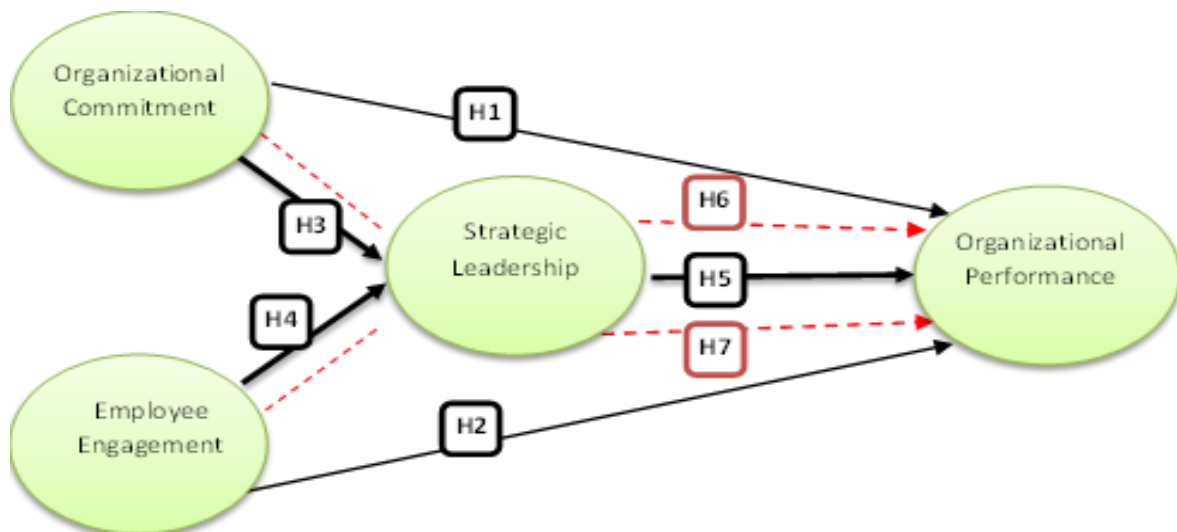 Organizational
Commitment
H1
H3
H6
Strategic
Leadership
H5
Organizational
Performance
H4
H7
Employee
Engagement
H2